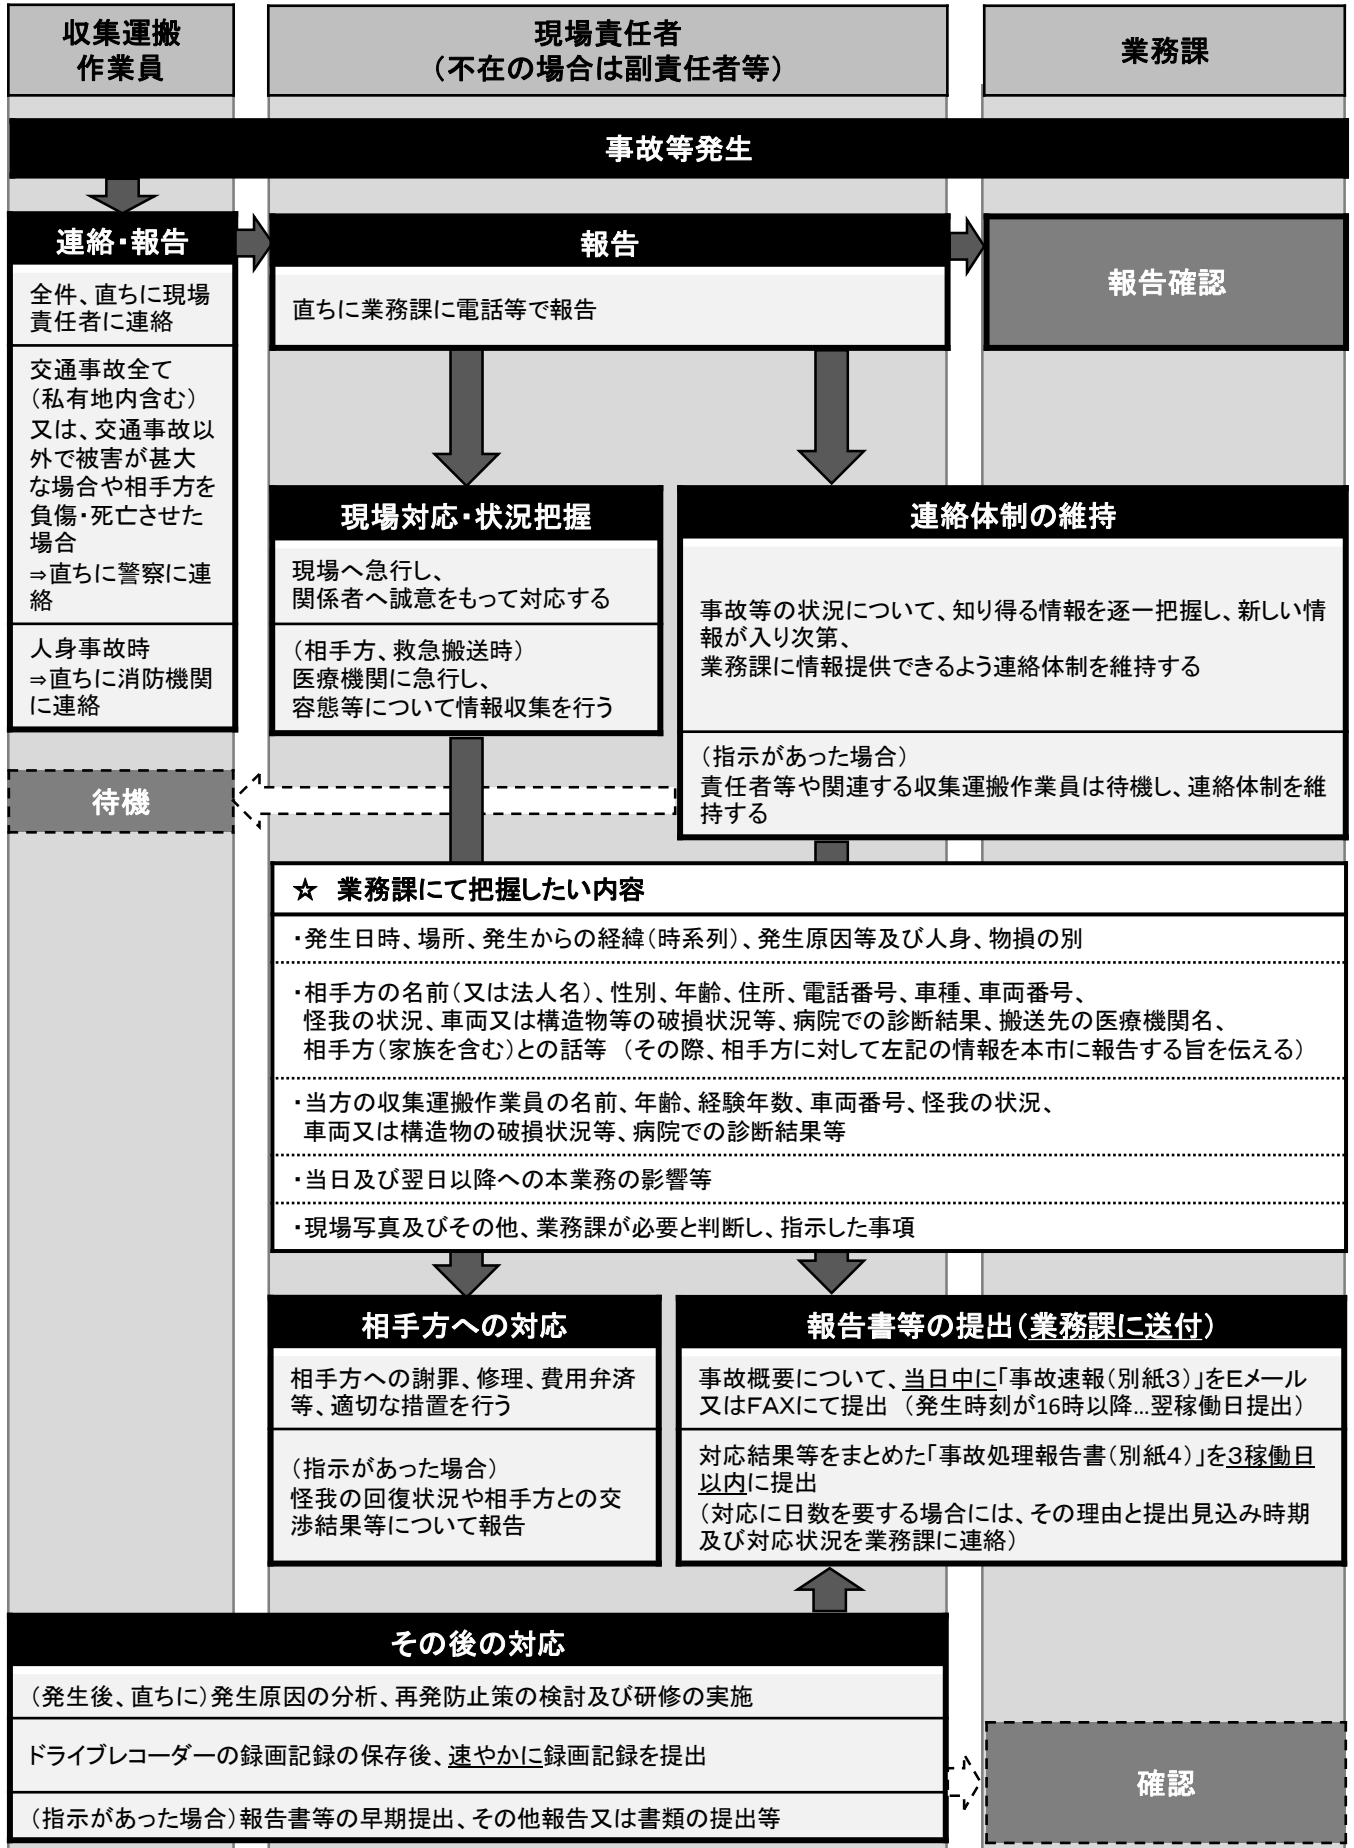 収集運搬
作業員
現場責任者
（不在の場合は副責任者等）
業務課
事故等発生
連絡・報告
全件、直ちに現場
責任者に連絡
交通事故全て
（私有地内含む）
又は、交通事故以
外で被害が甚大
な場合や相手方を
負傷・死亡させた
場合
⇒直ちに警察に連
絡
人身事故時
⇒直ちに消防機関
に連絡
報告
直ちに業務課に電話等で報告
報告確認
現場対応・状況把握
現場へ急行し、
関係者へ誠意をもって対応する
（相手方、救急搬送時）
医療機関に急行し、
容態等について情報収集を行う
連絡体制の維持
事故等の状況について、知り得る情報を逐一把握し、新しい情
報が入り次第、
業務課に情報提供できるよう連絡体制を維持する
（指示があった場合）
責任者等や関連する収集運搬作業員は待機し、連絡体制を維
持する
待機
☆　業務課にて把握したい内容
・発生日時、場所、発生からの経緯（時系列）、発生原因等及び人身、物損の別
・相手方の名前（又は法人名）、性別、年齢、住所、電話番号、車種、車両番号、
怪我の状況、車両又は構造物等の破損状況等、病院での診断結果、搬送先の医療機関名、
相手方（家族を含む）との話等　（その際、相手方に対して左記の情報を本市に報告する旨を伝える）
・当方の収集運搬作業員の名前、年齢、経験年数、車両番号、怪我の状況、
車両又は構造物の破損状況等、病院での診断結果等
・当日及び翌日以降への本業務の影響等
・現場写真及びその他、業務課が必要と判断し、指示した事項
相手方への対応
相手方への謝罪、修理、費用弁済
等、適切な措置を行う
（指示があった場合）
怪我の回復状況や相手方との交
渉結果等について報告
報告書等の提出（業務課に送付）
事故概要について、当日中に「事故速報（別紙３）」をＥメール
又はＦＡＸにて提出　（発生時刻が16時以降…翌稼働日提出）
対応結果等をまとめた「事故処理報告書（別紙４）」を３稼働日
以内に提出
（対応に日数を要する場合には、その理由と提出見込み時期
及び対応状況を業務課に連絡）
その後の対応
（発生後、直ちに）発生原因の分析、再発防止策の検討及び研修の実施
ドライブレコーダーの録画記録の保存後、速やかに録画記録を提出
（指示があった場合）報告書等の早期提出、その他報告又は書類の提出等
確認